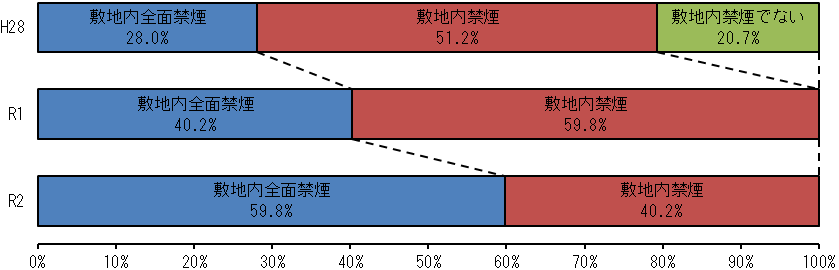 H28
敷地内全面禁煙
28.0%
敷地内禁煙
51.2%
敷地内禁煙でない
20.7%
R1
敷地内全面禁煙
40.2%
敷地内禁煙
59.8%
R2
敷地内全面禁煙
59.8%
敷地内禁煙
40.2%
0% 10% 20% 30% 40% 50% 60% 70% 80% 90% 100%